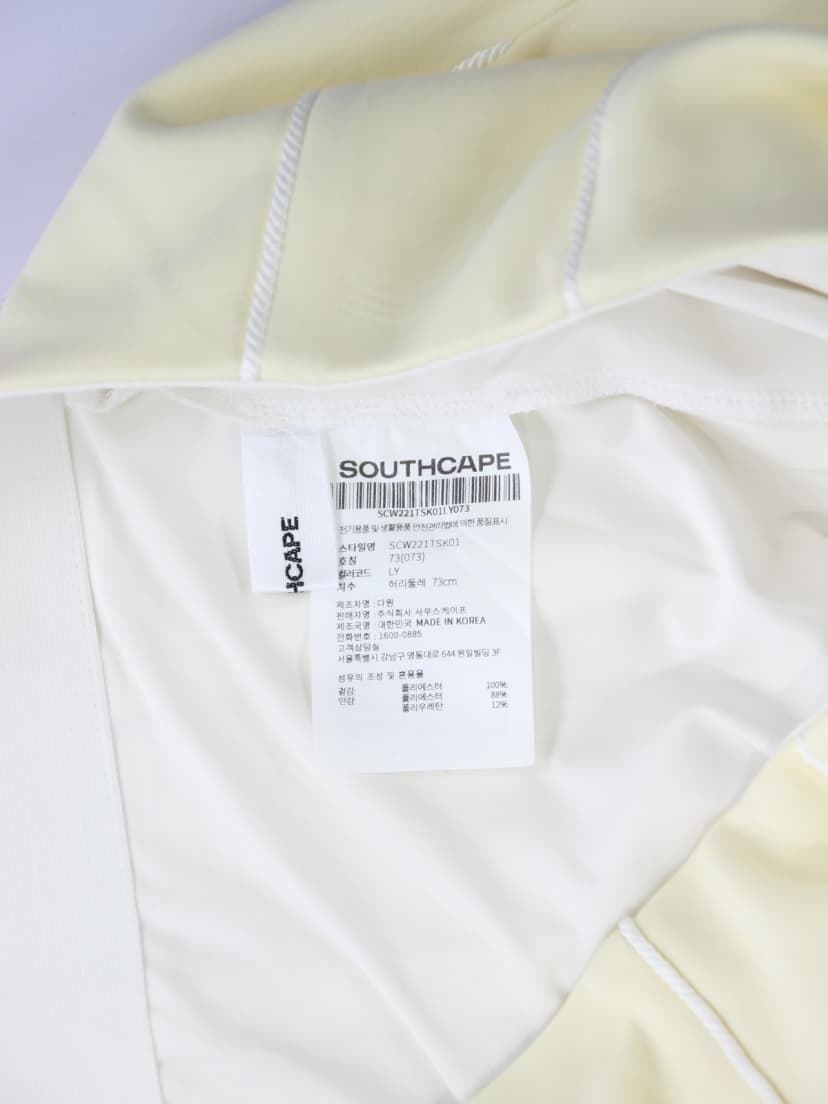 SOUTHCAPE
SCW221TSK01LY073
전기용품 및 생활용품 안전관리법에 의한 품질표시
스타일명 SCW221TSK01
호칭 73(073)
컬러코드 LY
치수 허리둘레 73cm
제조자명 : 다원
판매자명 : 주식회사 사우스케이프
제조국명 : 대한민국 MADE IN KOREA
전화번호 : 1600-0885
고객상담실
서울특별시 강남구 영동대로 644 원일빌딩 3F
섬유의 조성 및 혼용율
겉감: 폴리에스터 100%
안감: 폴리에스터 88%
폴리우레탄 12%
HCAPE